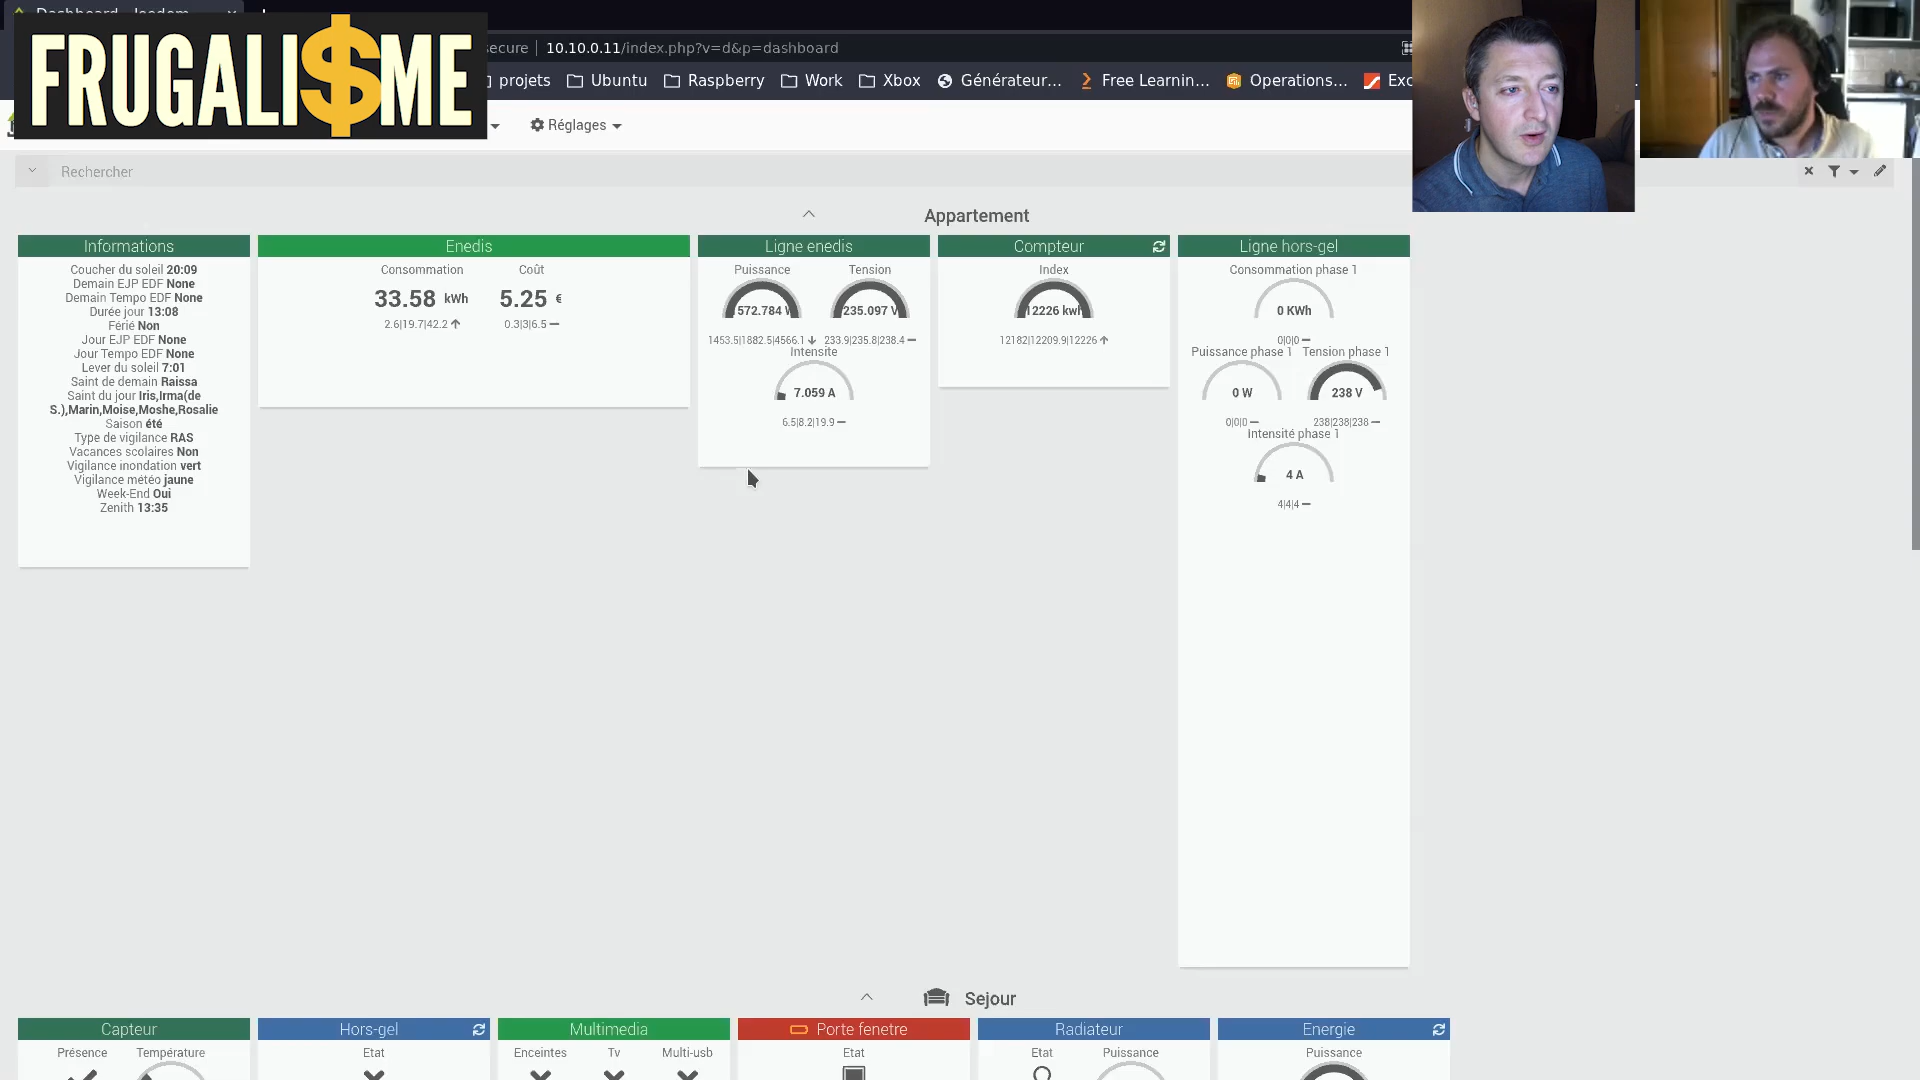 Dashboard - Jeedom
FRUGALI$ME
secure | 10.10.0.11/index.php?v=d&p=dashboard
projets Ubuntu Raspberry Work Xbox Générateur... Free Learnin... Operations... Exc
Réglages
Rechercher
Appartement
Informations
Coucher du soleil 20:09
Demain EJP EDF None
Demain Tempo EDF None
Durée jour 13:08
Férié Non
Jour EJP EDF None
Jour Tempo EDF None
Lever du soleil 7:01
Saint de demain Raissa
Saint du jour Iris,Irma(de
S.),Marin,Moise,Moshe,Rosalie
Saison été
Type de vigilance RAS
Vacances scolaires Non
Vigilance inondation vert
Vigilance météo jaune
Week-End Oui
Zenith 13:35
Enedis
Consommation Coût
33.58 kWh 5.25 €
2.6|19.7|42.2 0.3|3|6.5
Ligne enedis
Puissance Tension
572.784 W 235.097 V
1453.5|1882.5|4566.1 233.9|235.8|238.4
Intensite
7.059 A
6.5|8.2|19.9
Compteur
Index
12226 kwh
12182|12209.9|12226
Ligne hors-gel
Consommation phase 1
0 KWh
0|0|0
Puissance phase 1 Tension phase 1
0 W 238 V
0|0|0 238|238|238
Intensité phase 1
4 A
4|4|4
Sejour
Capteur
Présence Température
Hors-gel
Etat
Multimedia
Enceintes Tv Multi-usb
Porte fenetre
Etat
Radiateur
Etat Puissance
Energie
Puissance